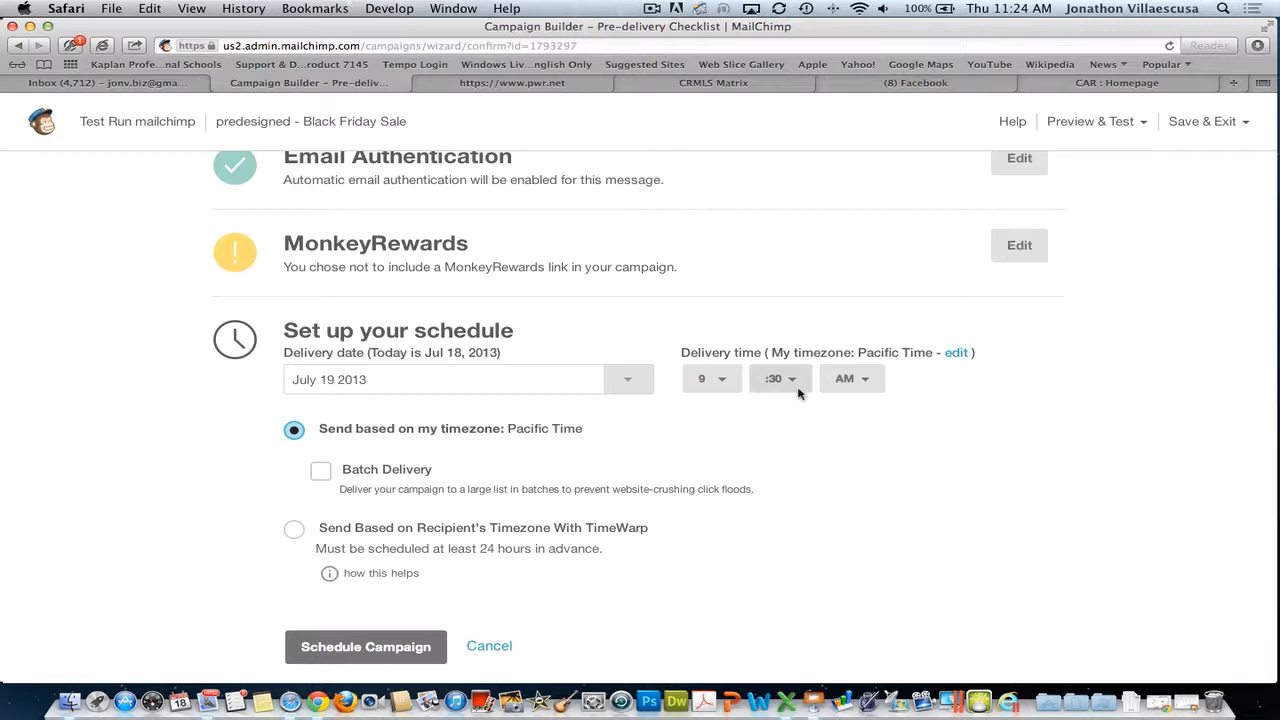 Safari File Edit View History Bookmarks Develop Window Help 100% Thu 11:24 AM Jonathon Villaescusa
Campaign Builder - Pre-delivery Checklist | MailChimp
https us2.admin.mailchimp.com/campaigns/wizard/confirm?id=1793297 Reader
Kaplan Profe...nal Schools Support & D...roduct 7145 Tempo Login Windows Liv...nglish Only Suggested Sites Web Slice Gallery Apple Yahoo! Google Maps YouTube Wikipedia News Popular
Inbox (4,712) – jonv.biz@gma... Campaign Builder – Pre-deliv... https://www.pwr.net CRMLS Matrix (8) Facebook CAR : Homepage
Test Run mailchimp predesigned - Black Friday Sale Help Preview & Test Save & Exit
Email Authentication Edit
Automatic email authentication will be enabled for this message.
MonkeyRewards Edit
You chose not to include a MonkeyRewards link in your campaign.
Set up your schedule
Delivery date (Today is Jul 18, 2013) Delivery time ( My timezone: Pacific Time - edit )
July 19 2013 9 :30 AM
Send based on my timezone: Pacific Time
Batch Delivery
Deliver your campaign to a large list in batches to prevent website-crushing click floods.
Send Based on Recipient's Timezone With TimeWarp
Must be scheduled at least 24 hours in advance.
how this helps
Schedule Campaign Cancel